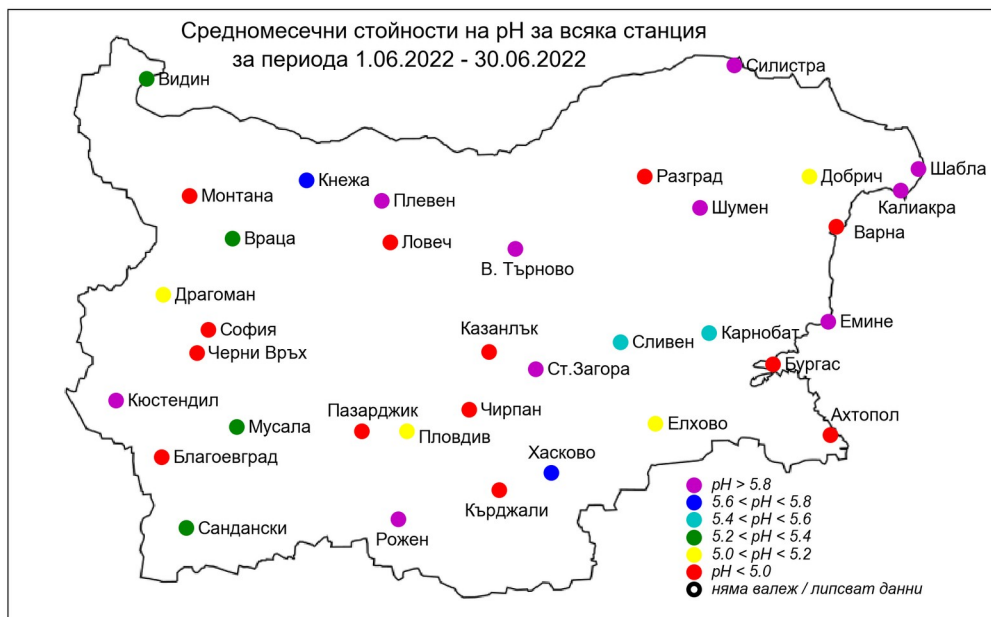 Средномесечни стойности на pH за всяка станция
за периода 1.06.2022 - 30.06.2022
Силистра
Видин
Шабла
Кнежа
Разград
Добрич
Монтана
Плевен
Шумен
Калиакра
Варна
Враца
Ловеч
В. Търново
Драгоман
Емине
София
Казанлък
Карнобат
Сливен
Черни Връх
Ст.Загора
Бургас
Кюстендил
Пазарджик
Чирпан
Ахтопол
Мусала
Пловдив
Елхово
Благоевград
Хасково
Кърджали
Сандански
Рожен
pH > 5.8
5.6 < pH < 5.8
5.4 < pH < 5.6
5.2 < pH < 5.4
5.0 < pH < 5.2
pH < 5.0
няма валеж / липсват данни